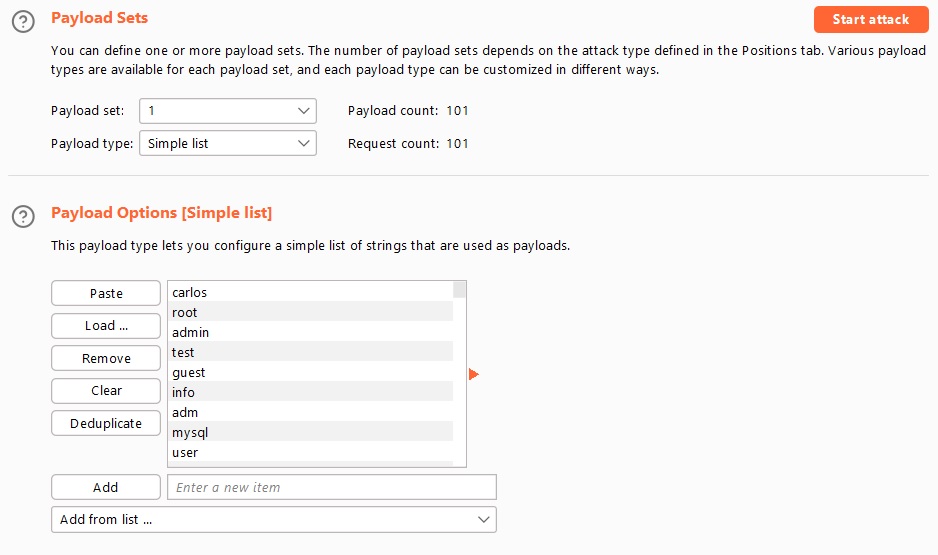 Payload Sets
Start attack
You can define one or more payload sets. The number of payload sets depends on the attack type defined in the Positions tab. Various payload
types are available for each payload set, and each payload type can be customized in different ways.
Payload set: 1 Payload count: 101
Payload type: Simple list Request count: 101
Payload Options [Simple list]
This payload type lets you configure a simple list of strings that are used as payloads.
Paste
Load ...
Remove
Clear
Deduplicate
carlos
root
admin
test
guest
info
adm
mysql
user
Add
Enter a new item
Add from list ...